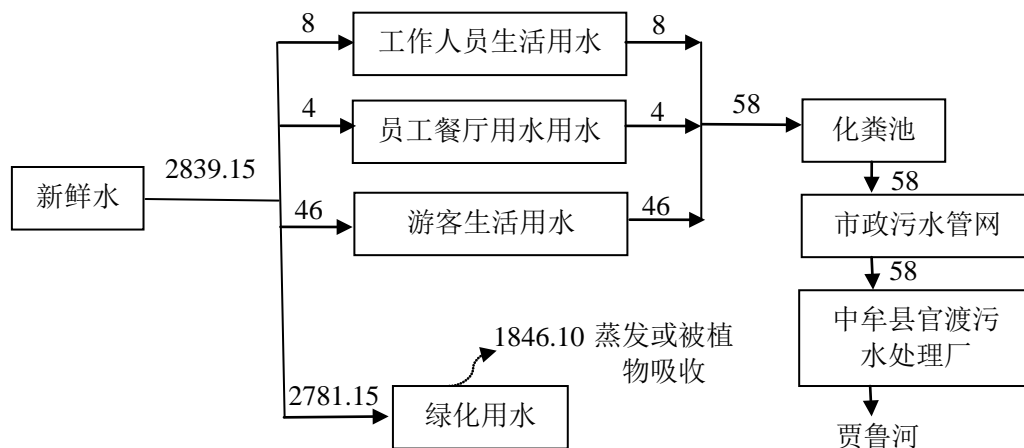 8
工作人员生活用水
8
4
员工餐厅用水用水
4
58
化粪池
2839.15
新鲜水
58
46
游客生活用水
46
市政污水管网
58
中牟县官渡污
水处理厂
1846.10 蒸发或被植
物吸收
2781.15
绿化用水
贾鲁河